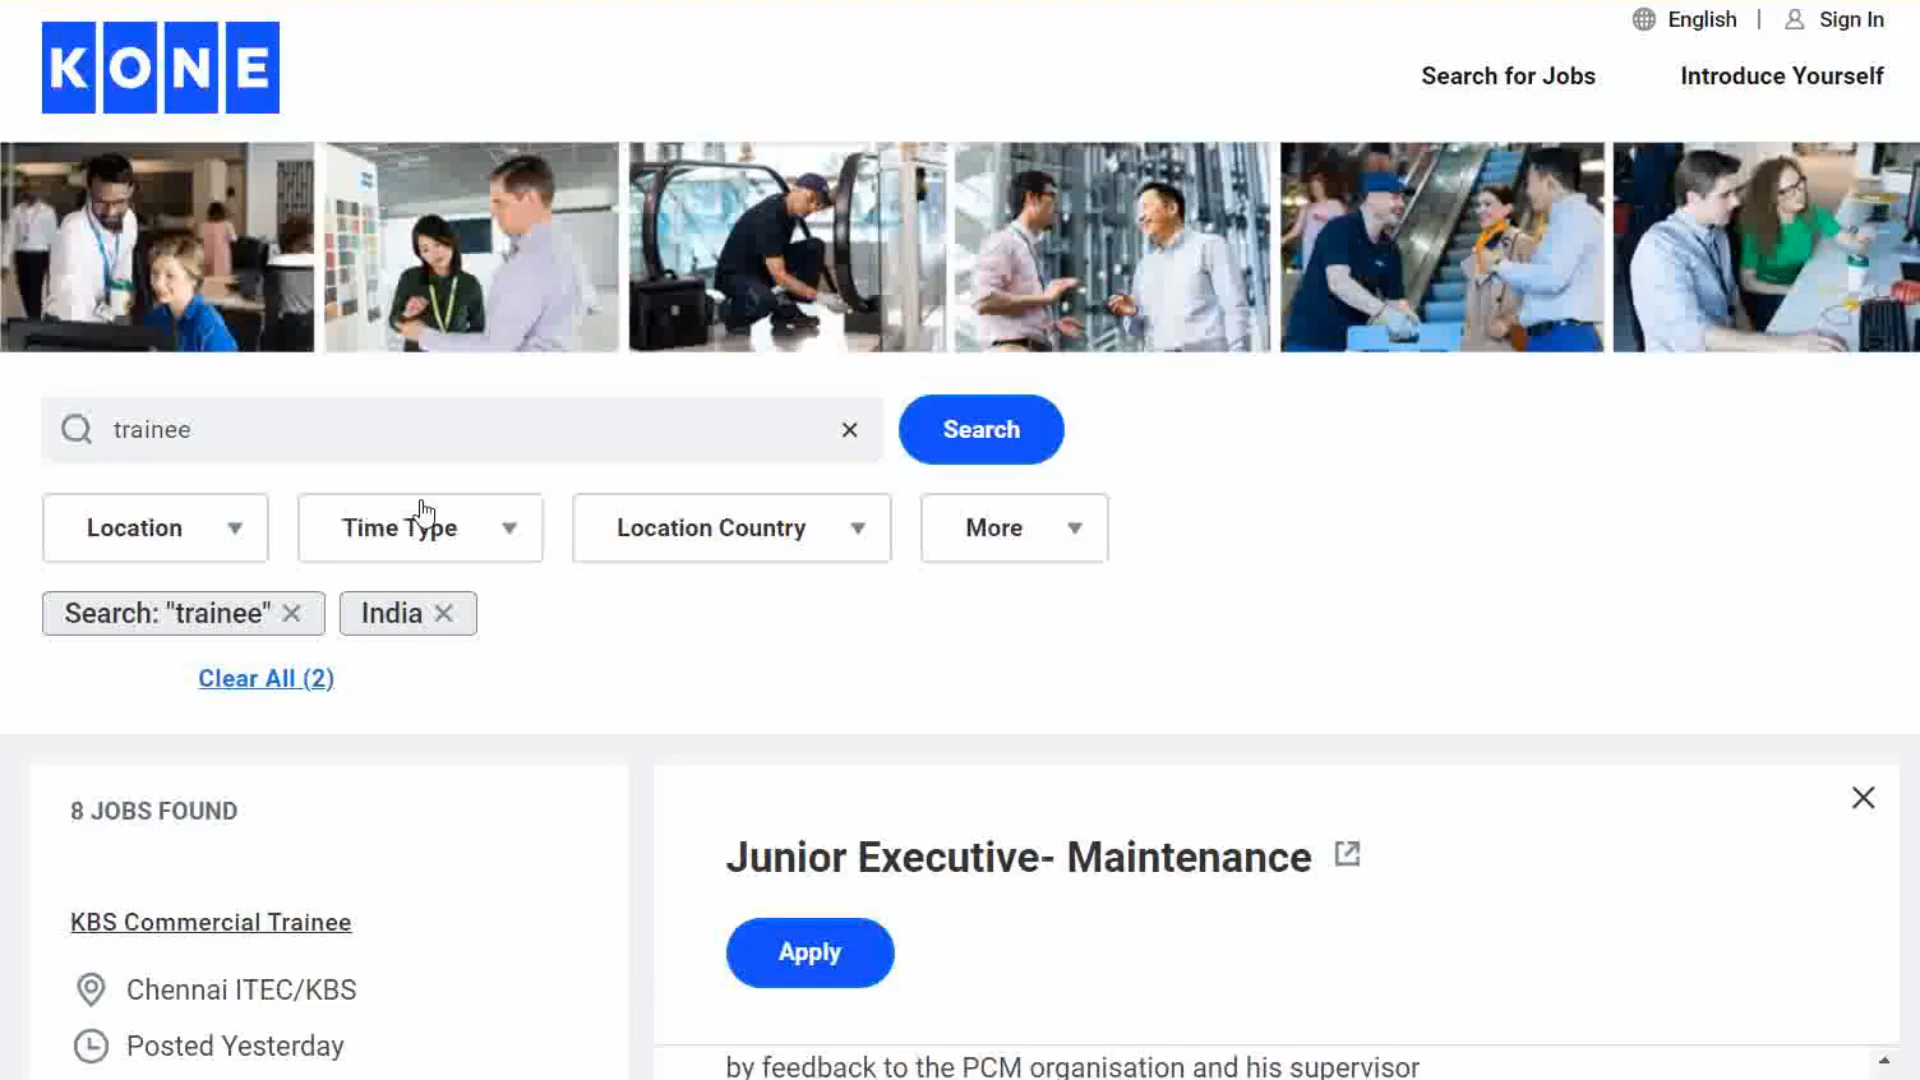 KONE
English | Sign In
Search for Jobs Introduce Yourself
trainee
Search
Location Time Type Location Country More
Search: "trainee" India
Clear All (2)
8 JOBS FOUND
KBS Commercial Trainee
Chennai ITEC/KBS
Posted Yesterday
Junior Executive- Maintenance
Apply
by feedback to the PCM organisation and his supervisor